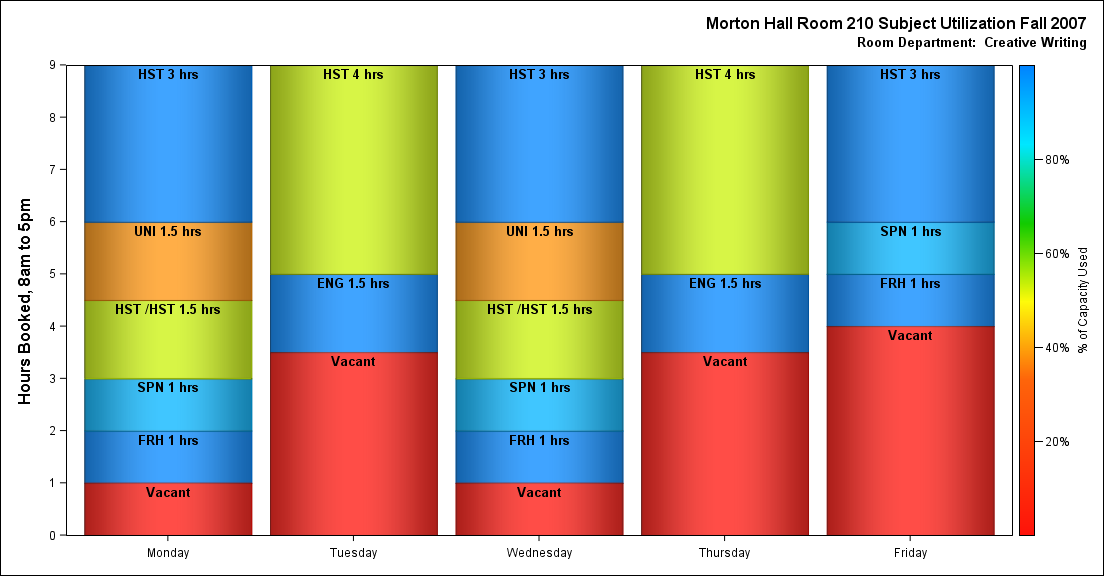 Morton Hall Room 210 Subject Utilization Fall 2007
Room Department:  Creative Writing
Hours Booked, 8am to 5pm
9
8
7
6
5
4
3
2
1
0
HST 3 hrs
UNI 1.5 hrs
HST /HST 1.5 hrs
SPN 1 hrs
FRH 1 hrs
Vacant
Monday
HST 4 hrs
ENG 1.5 hrs
Vacant
Tuesday
HST 3 hrs
UNI 1.5 hrs
HST /HST 1.5 hrs
SPN 1 hrs
FRH 1 hrs
Vacant
Wednesday
HST 4 hrs
ENG 1.5 hrs
Vacant
Thursday
HST 3 hrs
SPN 1 hrs
FRH 1 hrs
Vacant
Friday
80%
60%
40%
20%
% of Capacity Used